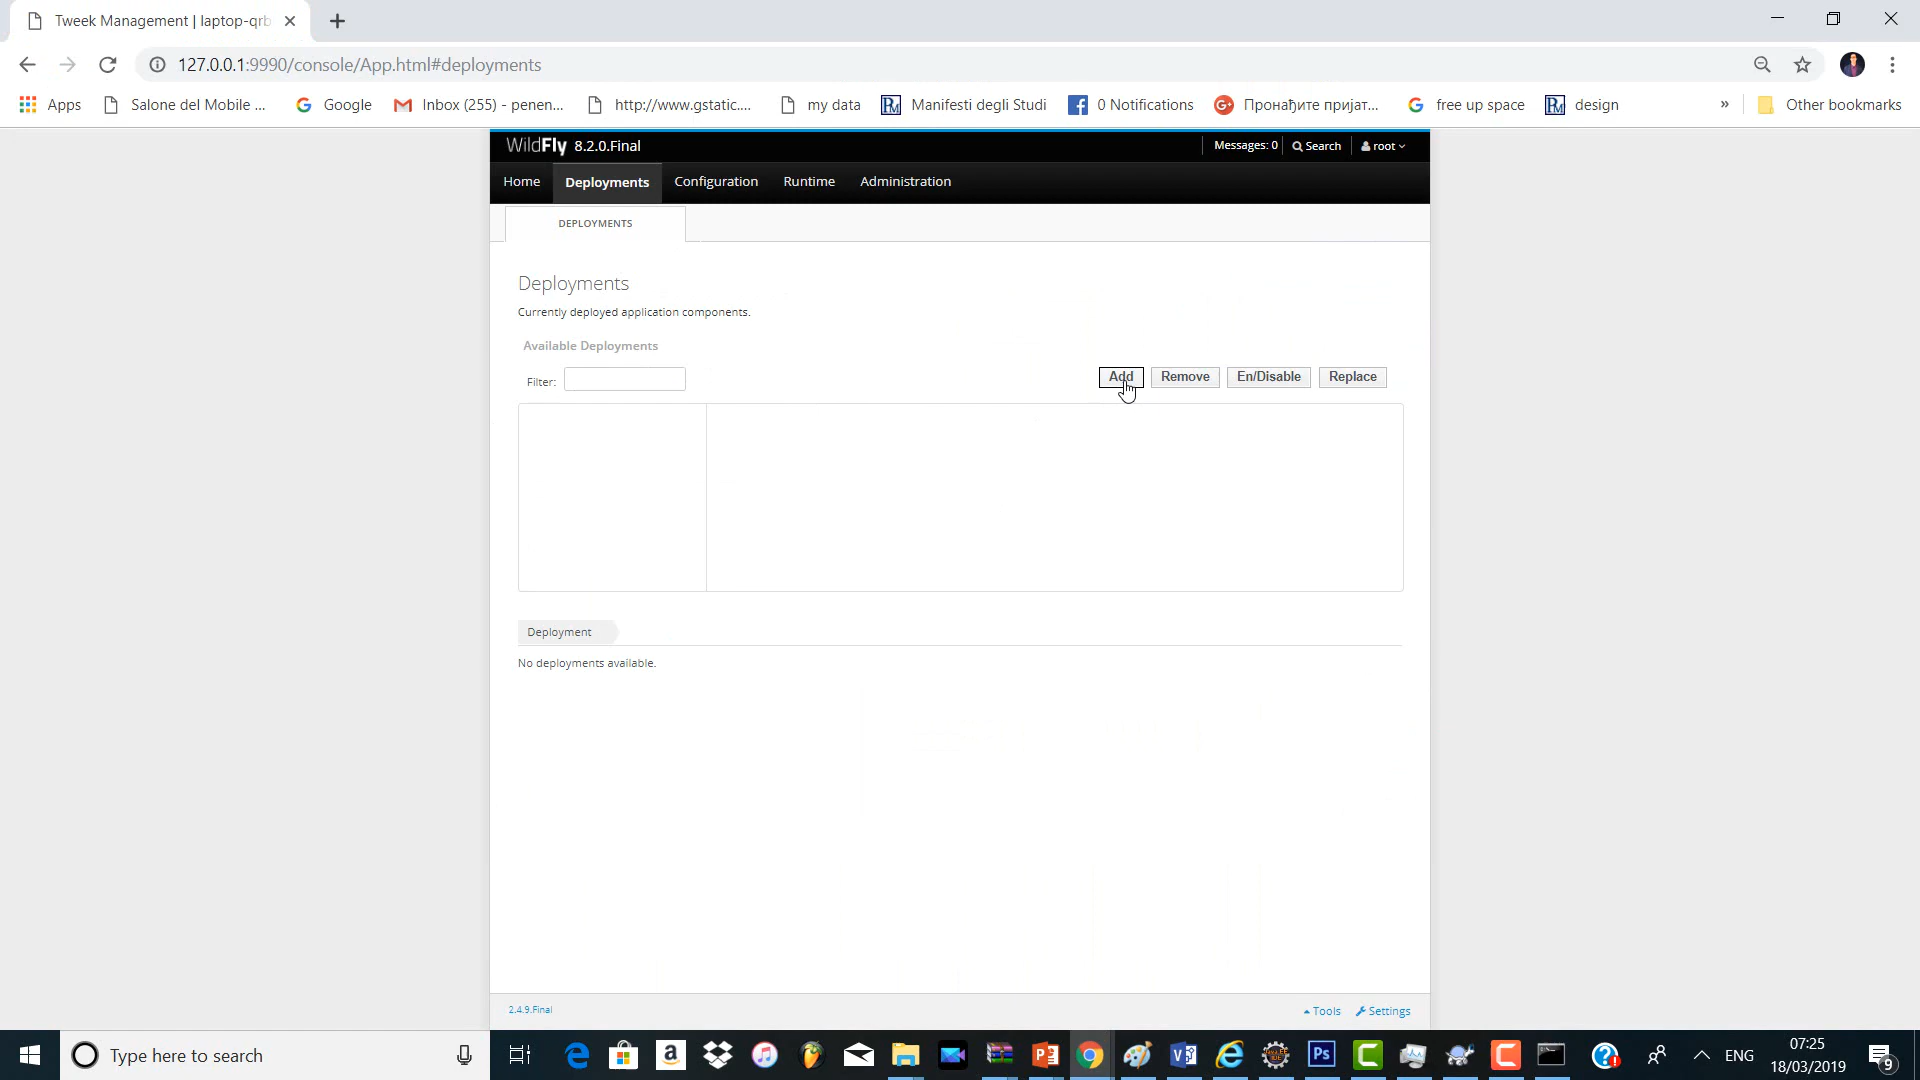 Tweek Management | laptop-qrb
127.0.0.1:9990/console/App.html#deployments
Apps
Salone del Mobile ...
Google
Inbox (255) - penen...
http://www.gstatic....
my data
Manifesti degli Studi
0 Notifications
Пронађите пријат...
free up space
design
»
Other bookmarks
WildFly 8.2.0.Final
Messages: 0
Search
root
Home
Deployments
Configuration
Runtime
Administration
DEPLOYMENTS
Deployments
Currently deployed application components.
Available Deployments
Filter:
Add
Remove
En/Disable
Replace
Deployment
No deployments available.
2.4.9.Final
Tools
Settings
Type here to search
ENG
07:25
18/03/2019
9